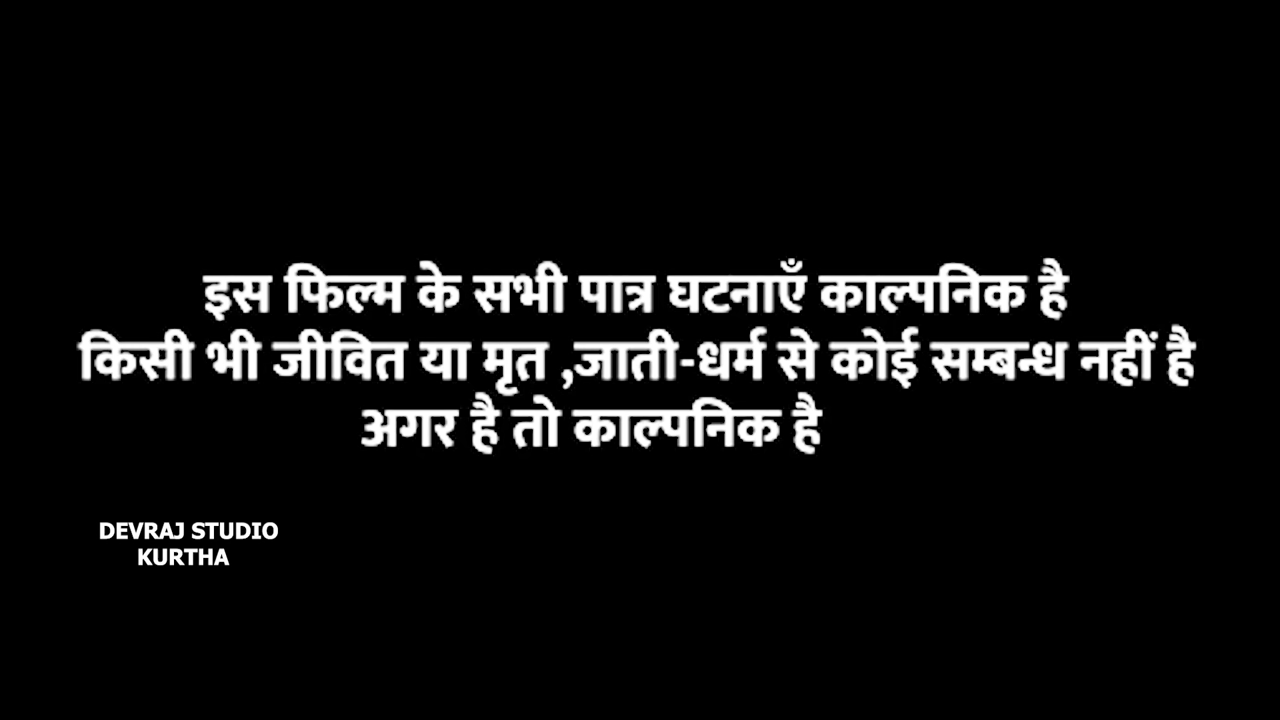 इस फिल्म के सभी पात्र घटनाएँ काल्पनिक है
किसी भी जीवित या मृत ,जाती-धर्म से कोई सम्बन्ध नहीं है
अगर है तो काल्पनिक है
DEVRAJ STUDIO
KURTHA